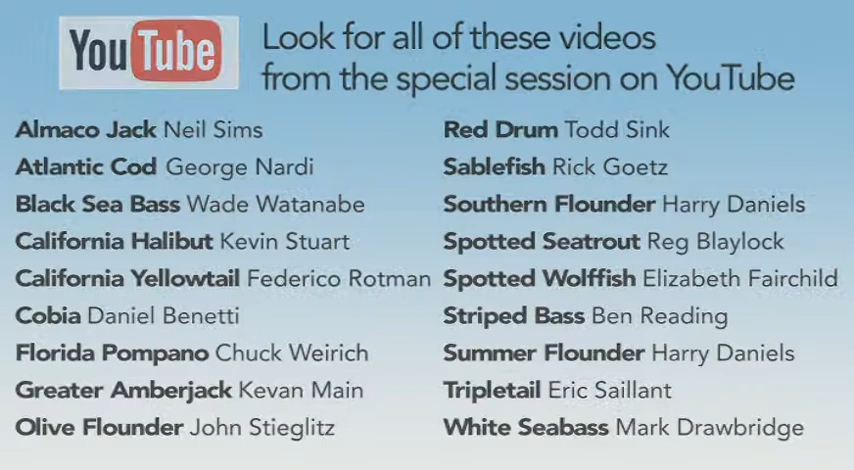 YouTube
Look for all of these videos
from the special session on YouTube
Almaco Jack Neil Sims
Atlantic Cod George Nardi
Black Sea Bass Wade Watanabe
California Halibut Kevin Stuart
California Yellowtail Federico Rotman
Cobia Daniel Benetti
Florida Pompano Chuck Weirich
Greater Amberjack Kevan Main
Olive Flounder John Stieglitz
Red Drum Todd Sink
Sablefish Rick Goetz
Southern Flounder Harry Daniels
Spotted Seatrout Reg Blaylock
Spotted Wolffish Elizabeth Fairchild
Striped Bass Ben Reading
Summer Flounder Harry Daniels
Tripletail Eric Saillant
White Seabass Mark Drawbridge